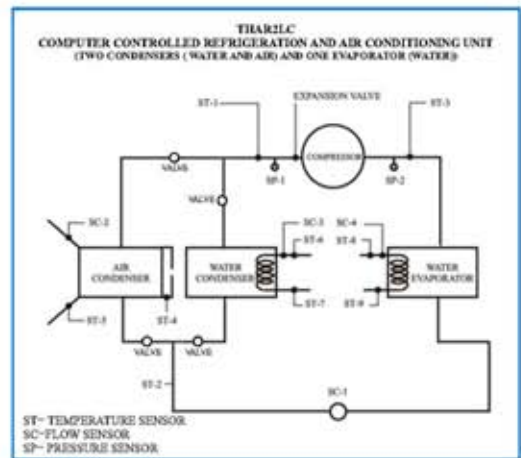 THAR2LC
COMPUTER CONTROLLED REFRIGERATION AND AIR CONDITIONING UNIT
(TWO CONDENSERS ( WATER AND AIR) AND ONE EVAPORATOR (WATER))
EXPANSION VALVE
ST-1
ST-3
COMPRESSOR
VALVE
SP-1
SP-2
VALVE
SC-2
SC-3
SC-4
ST-6
ST-8
AIR
CONDENSER
WATER
CONDENSER
WATER
EVAPORATOR
ST-5
ST-4
ST-7
ST-9
VALVE
VALVE
ST-2
SC-1
ST= TEMPERATURE SENSOR
SC=FLOW SENSOR
SP= PRESSURE SENSOR